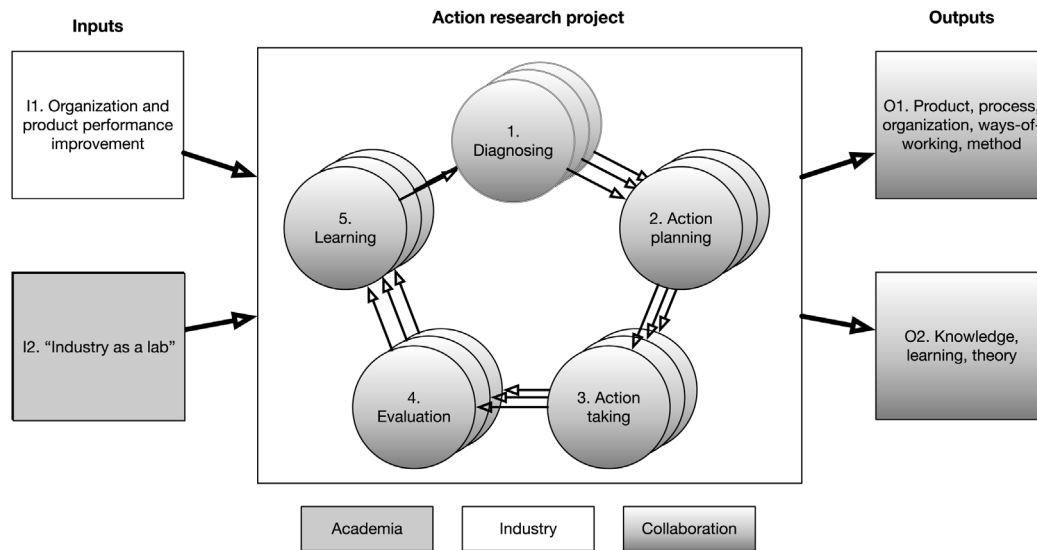 Inputs
Action research project
Outputs
I1. Organization and
product performance
improvement
I2. “Industry as a lab”
1.
Diagnosing
2. Action
planning
3. Action
taking
4.
Evaluation
5.
Learning
O1. Product, process,
organization, ways-of-
working, method
O2. Knowledge,
learning, theory
Academia
Industry
Collaboration